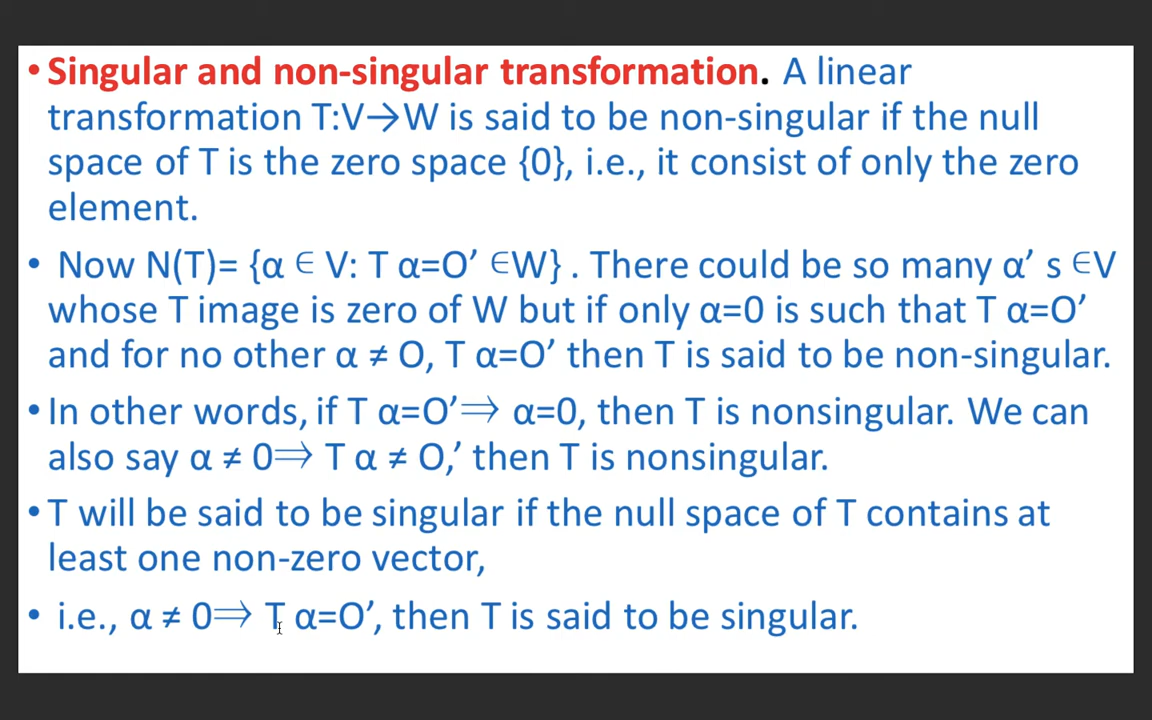 • Singular and non-singular transformation. A linear
transformation T:V→W is said to be non-singular if the null
space of T is the zero space {0}, i.e., it consist of only the zero
element.
• Now N(T)= {α ∈ V: T α=O’ ∈W} . There could be so many α’ s ∈V
whose T image is zero of W but if only α=0 is such that T α=O’
and for no other α ≠ O, T α=O’ then T is said to be non-singular.
• In other words, if T α=O’⟹ α=0, then T is nonsingular. We can
also say α ≠ 0⟹ T α ≠ O,’ then T is nonsingular.
• T will be said to be singular if the null space of T contains at
least one non-zero vector,
• i.e., α ≠ 0⟹ T α=O’, then T is said to be singular.